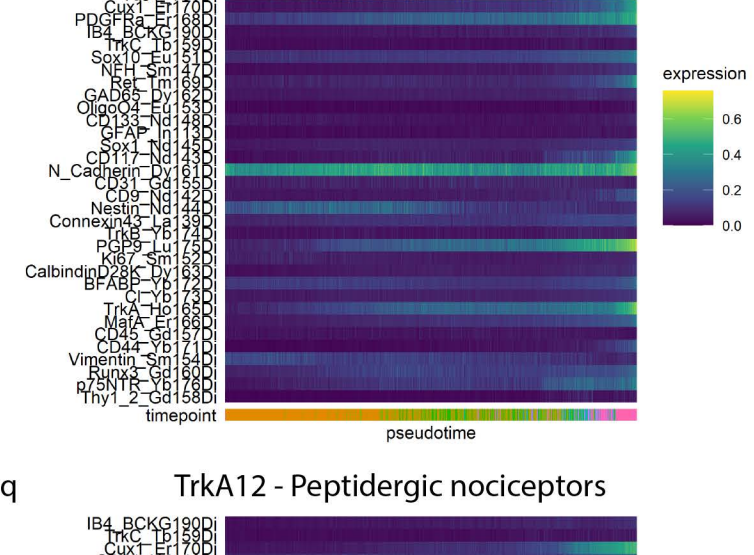 Cux1_Er170Di
PDGFRa_Er168Di
IB4_BCKG190Di
TrkC_Tb159Di
Sox10_Eu151Di
NFH_Sm147Di
Ret_Tm169Di
GAD65_Dy162Di
OligoO4_Eu153Di
CD133_Nd148Di
GFAP_In113Di
Sox1_Nd145Di
CD117_Nd143Di
N_Cadherin_Dy161Di
CD31_Gd155Di
CD9_Nd142Di
Nestin_Nd144Di
Connexin43_La139Di
TrkB_Yb174Di
PGP9_Lu175Di
Ki67_Sm152Di
CalbindinD28K_Dy163Di
BFABP_Yb172Di
Cl_Yb173Di
TrkA_Ho165Di
MafA_Er166Di
CD45_Gd157Di
CD44_Yb171Di
Vimentin_Sm154Di
Runx3_Gd160Di
p75NTR_Yb176Di
Thy1_2_Gd158Di
timepoint
pseudotime
expression
0.6
0.4
0.2
0.0
q
TrkA12 - Peptidergic nociceptors
IB4_BCKG190Di
TrkC_Tb159Di
Cux1_Er170Di